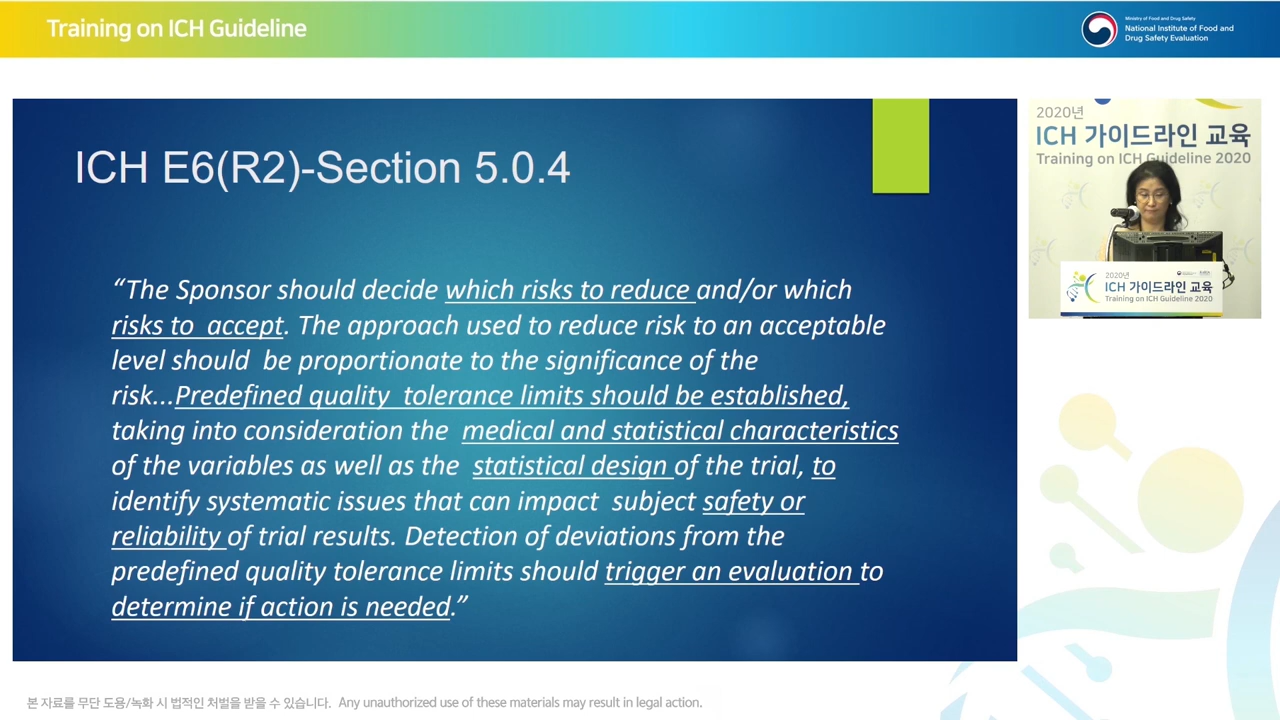 Training on ICH Guideline
Ministry of Food and Drug Safety
National Institute of Food and
Drug Safety Evaluation
ICH E6(R2)-Section 5.0.4
“The Sponsor should decide which risks to reduce and/or which
risks to accept. The approach used to reduce risk to an acceptable
level should be proportionate to the significance of the
risk...Predefined quality tolerance limits should be established,
taking into consideration the medical and statistical characteristics
of the variables as well as the statistical design of the trial, to
identify systematic issues that can impact subject safety or
reliability of trial results. Detection of deviations from the
predefined quality tolerance limits should trigger an evaluation to
determine if action is needed.”
2020년
ICH 가이드라인 교육
Training on ICH Guideline 2020
2020년
ICH 가이드라인 교육
Training on ICH Guideline 2020
본 자료를 무단 도용/녹화 시 법적인 처벌을 받을 수 있습니다. Any unauthorized use of these materials may result in legal action.